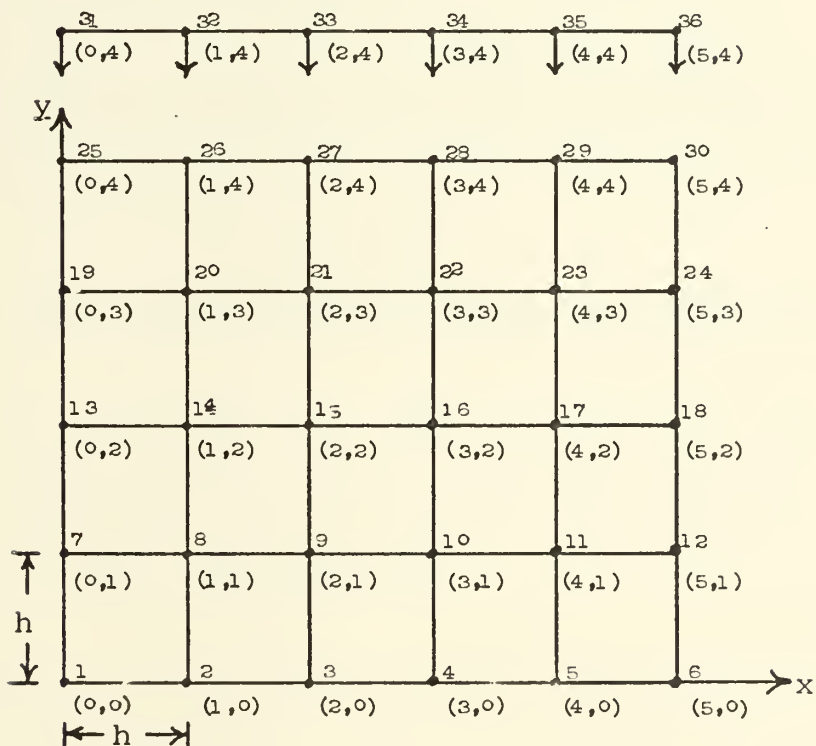 31 32 33 34 35 36
(0,4) (1,4) (2,4) (3,4) (4,4) (5,4)
y
25 26 27 28 29 30
(0,4) (1,4) (2,4) (3,4) (4,4) (5,4)
19 20 21 22 23 24
(0,3) (1,3) (2,3) (3,3) (4,3) (5,3)
13 14 15 16 17 18
(0,2) (1,2) (2,2) (3,2) (4,2) (5,2)
7 8 9 10 11 12
(0,1) (1,1) (2,1) (3,1) (4,1) (5,1)
h
1 2 3 4 5 6
x
(0,0) (1,0) (2,0) (3,0) (4,0) (5,0)
h